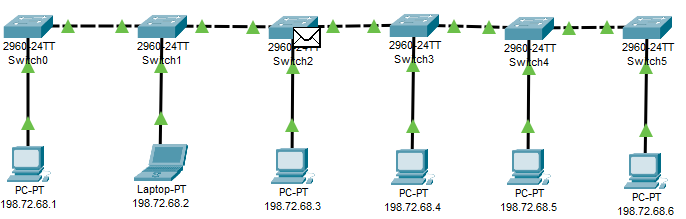 2960-24TT
Switch0
2960-24TT
Switch1
2960-24TT
Switch2
2960-24TT
Switch3
2960-24TT
Switch4
2960-24TT
Switch5
PC-PT
198.72.68.1
Laptop-PT
198.72.68.2
PC-PT
198.72.68.3
PC-PT
198.72.68.4
PC-PT
198.72.68.5
PC-PT
198.72.68.6